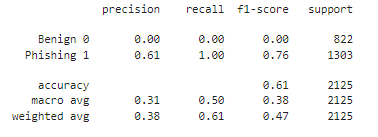 precision recall f1-score support
Benign 0 0.00 0.00 0.00 822
Phishing 1 0.61 1.00 0.76 1303
accuracy 0.61 2125
macro avg 0.31 0.50 0.38 2125
weighted avg 0.38 0.61 0.47 2125